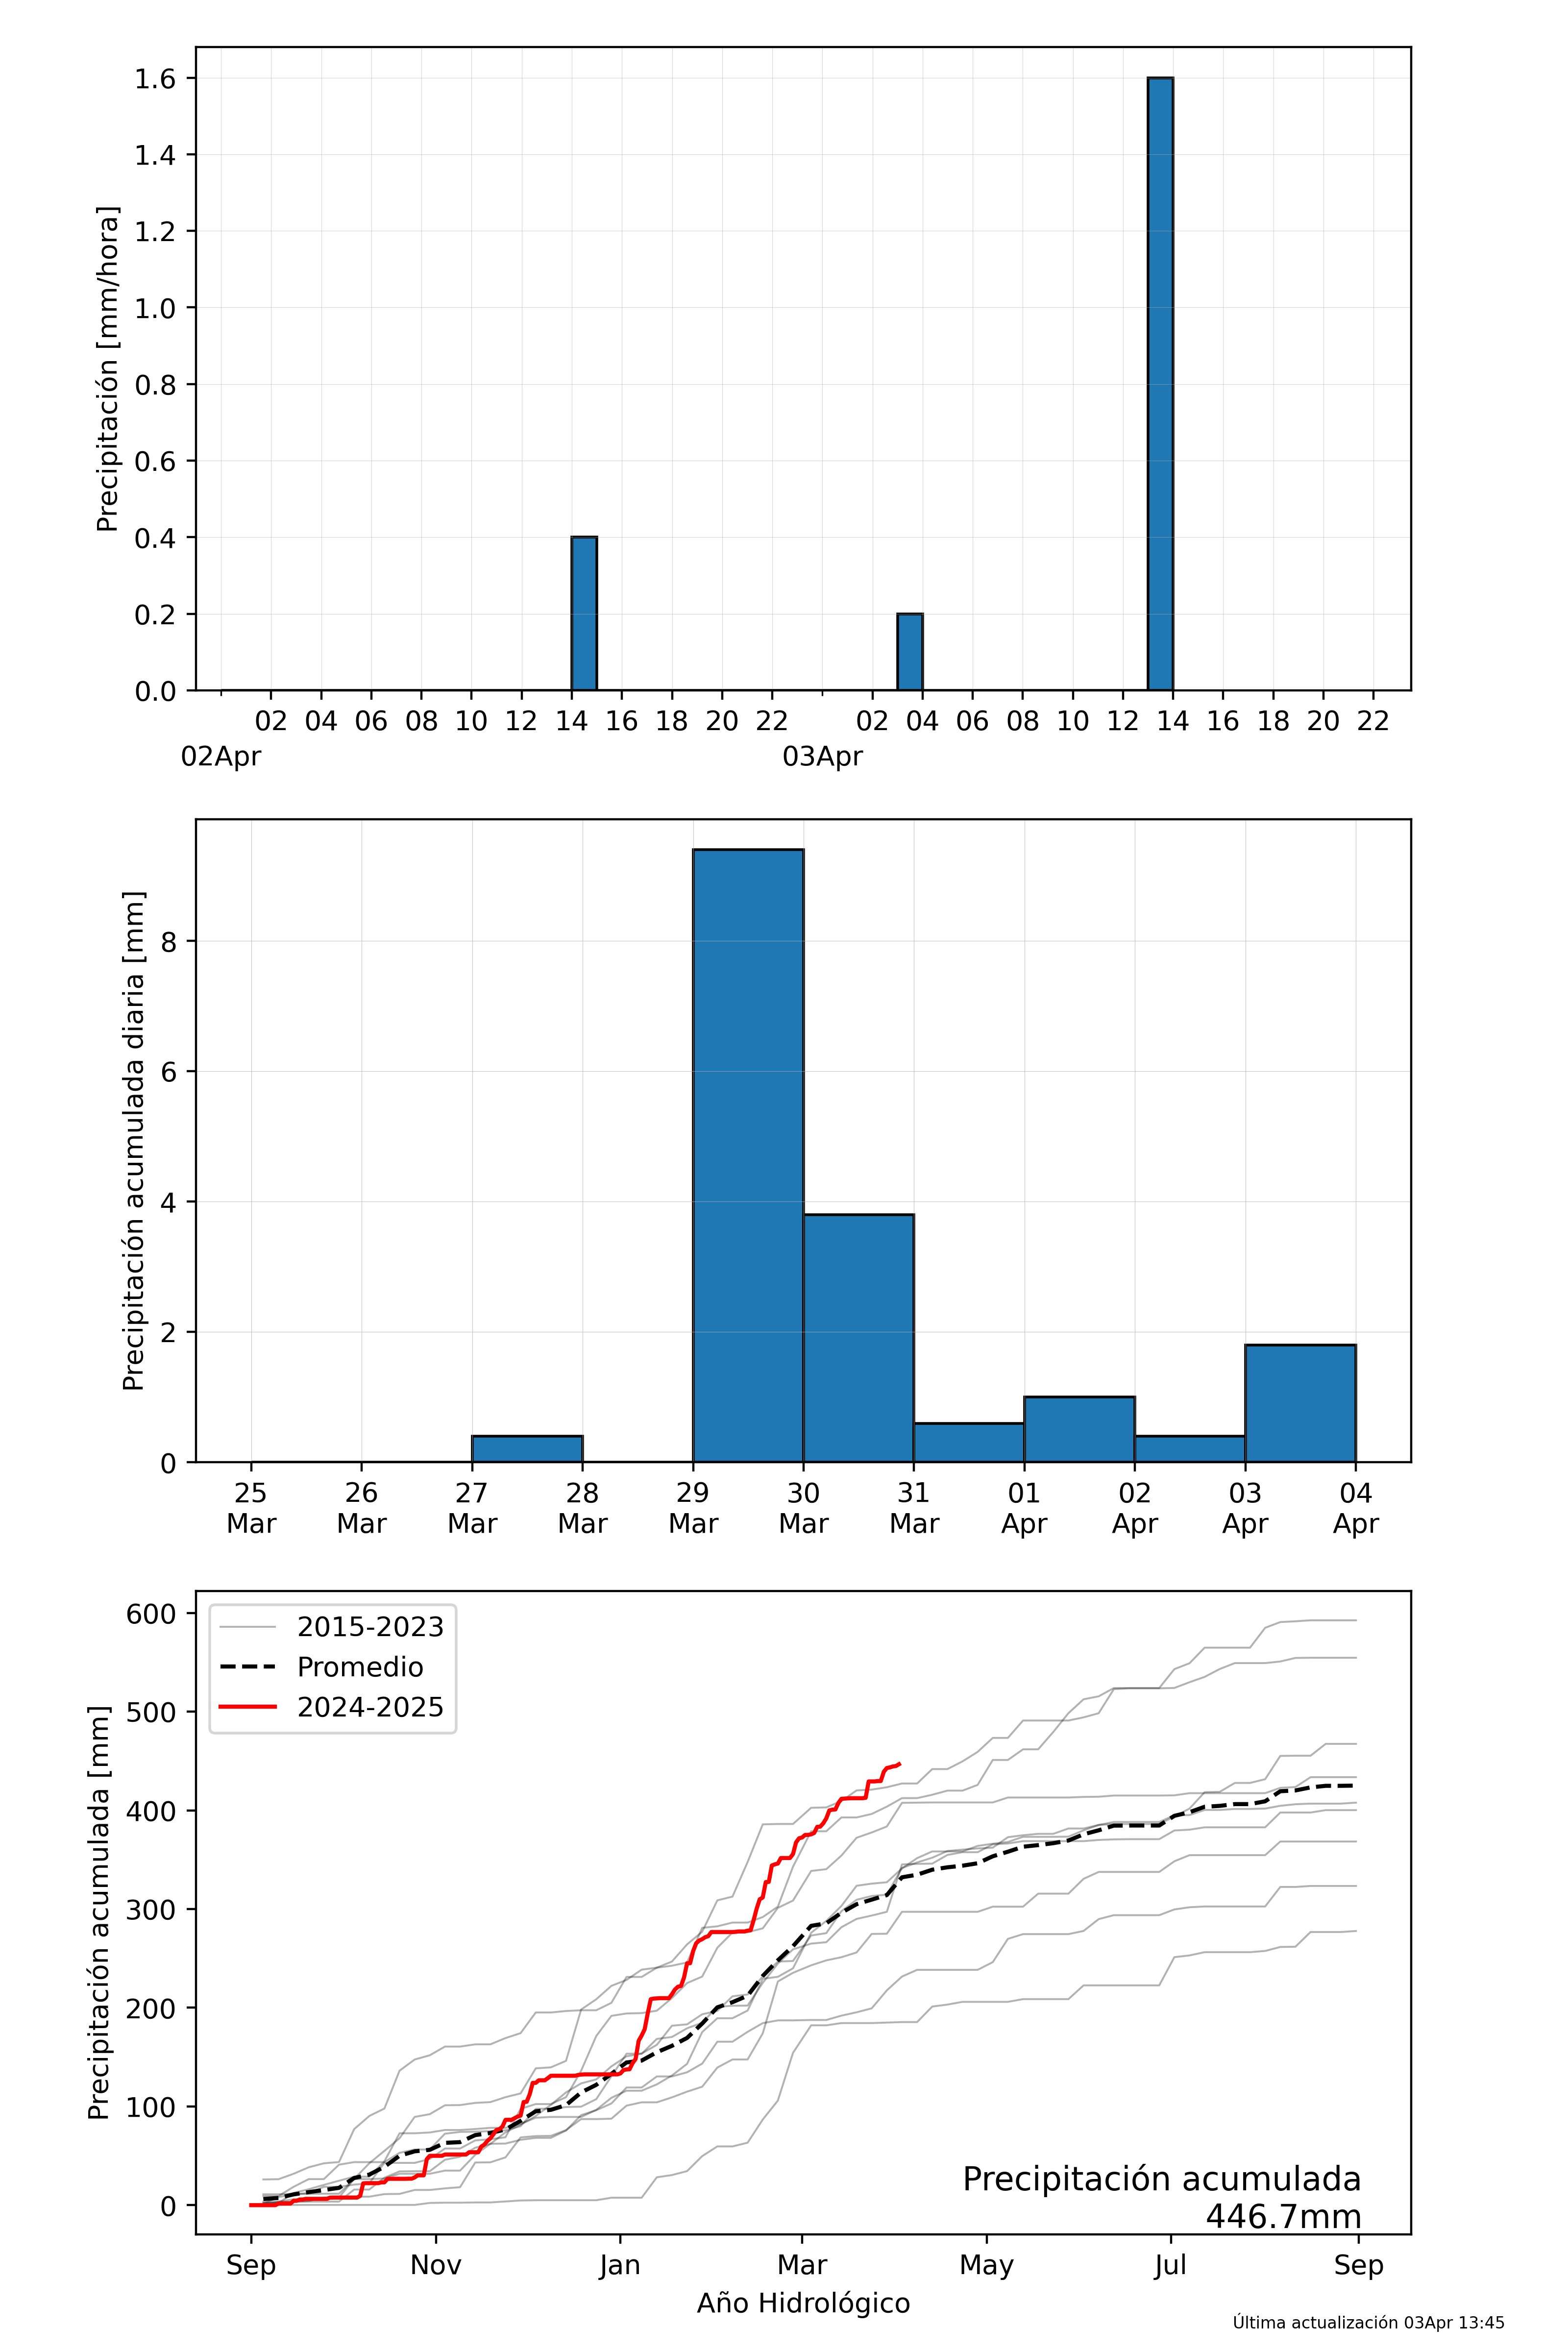 Precipitación [mm/hora]
1.6
1.4
1.2
1.0
0.8
0.6
0.4
0.2
0.0
02 04 06 08 10 12 14 16 18 20 22 02 04 06 08 10 12 14 16 18 20 22
02Apr 03Apr
Precipitación acumulada diaria [mm]
8
6
4
2
0
25 26 27 28 29 30 31 01 02 03 04
Mar Mar Mar Mar Mar Mar Mar Apr Apr Apr Apr
Precipitación acumulada [mm]
600
500
400
300
200
100
0
2015-2023
Promedio
2024-2025
Precipitación acumulada
446.7mm
Sep Nov Jan Mar May Jul Sep
Año Hidrológico
Última actualización 03Apr 13:45